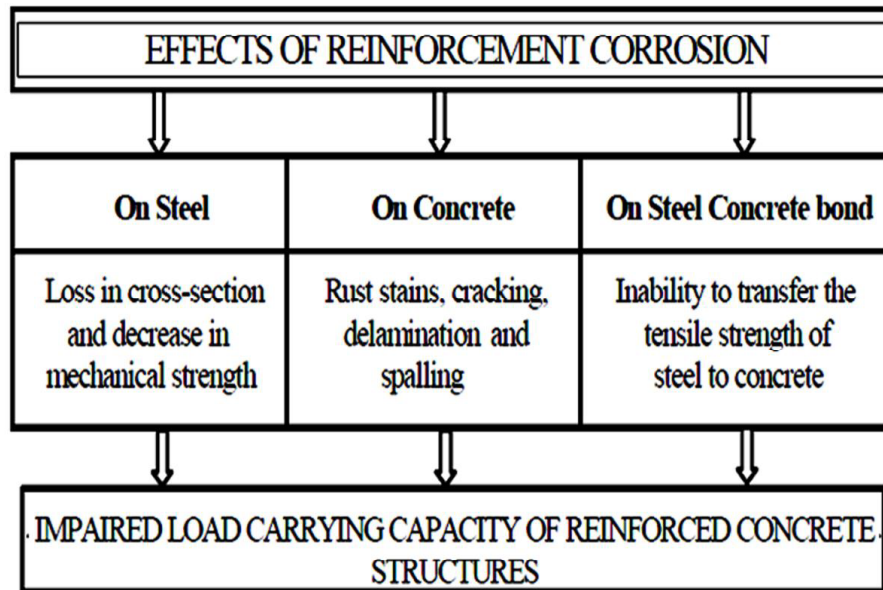 EFFECTS OF REINFORCEMENT CORROSION
On Steel
On Concrete
On Steel Concrete bond
Loss in cross-section
and decrease in
mechanical strength
Rust stains, cracking,
delamination and
spalling
Inability to transfer the
tensile strength of
steel to concrete
IMPAIRED LOAD CARRYING CAPACITY OF REINFORCED CONCRETE
STRUCTURES